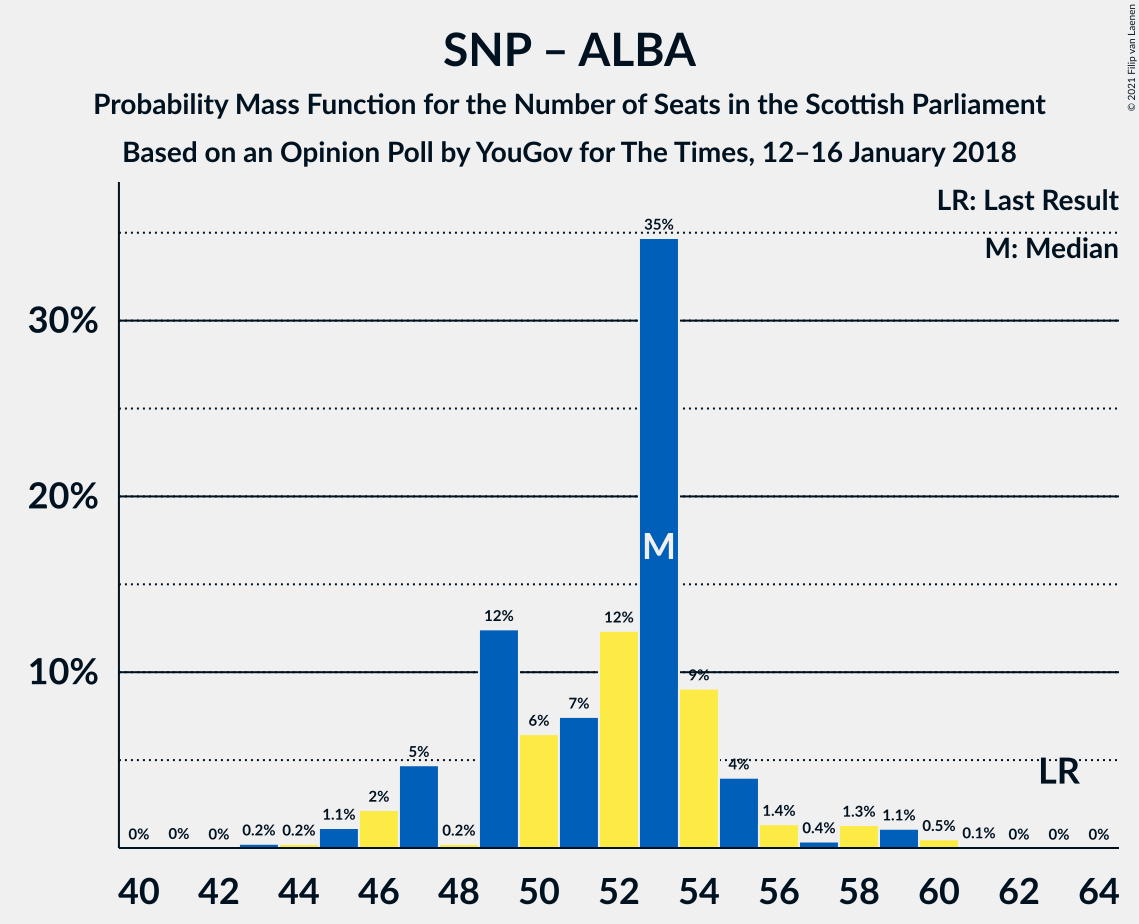 SNP – ALBA
Probability Mass Function for the Number of Seats in the Scottish Parliament
Based on an Opinion Poll by YouGov for The Times, 12–16 January 2018
© 2021 Filip van Laenen
LR: Last Result
M: Median
30%
20%
10%
0% 0% 0% 0.2% 0.2% 1.1% 2% 5% 0.2% 12% 6% 7% 12% 35% 9% 4% 1.4% 0.4% 1.3% 1.1% 0.5% 0.1% 0% 0% 0%
M
LR
40 42 44 46 48 50 52 54 56 58 60 62 64